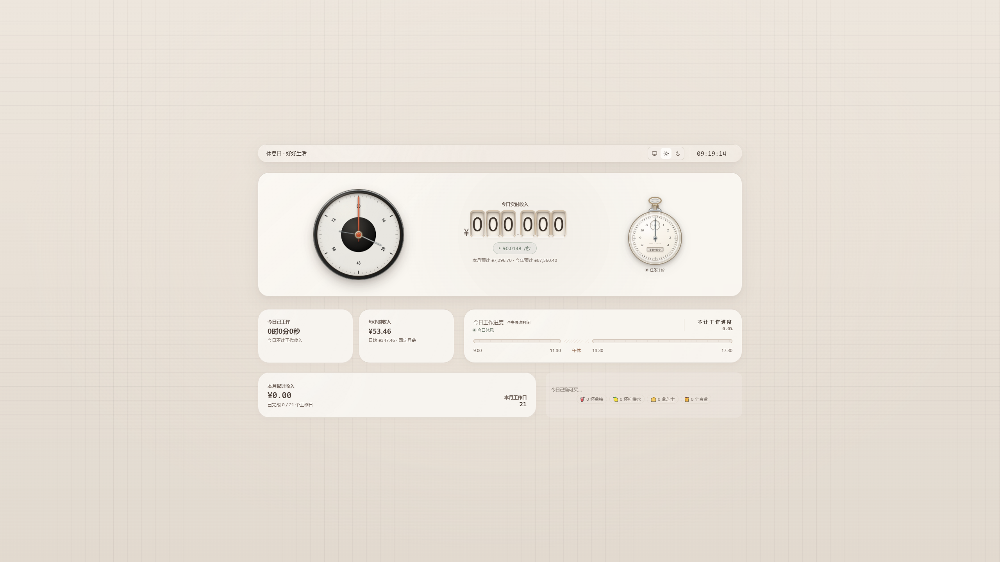 休息日 · 好好生活
09:19:14
00
14
29
43
58
72
今日实时收入
¥000.000
¥0.0148 /秒
本月预计 ¥7,296.70 · 今年预计 ¥87,560.40
11
1
10
2
9
3
8
4
000.000
任务计价
今日已工作
0时0分0秒
今日不计工作收入
每小时收入
¥53.46
日均 ¥347.46 · 固定月薪
今日工作进度 点击修改时间
今日休息
不计工作进度
0.0%
9:00 11:30 午休 13:30 17:30
本月累计收入
¥0.00
已完成 0 / 21 个工作日
本月工作日
21
今日已赚可买...
0 杯拿铁 0 杯柠檬水 0 盒芝士 0 个盲盒